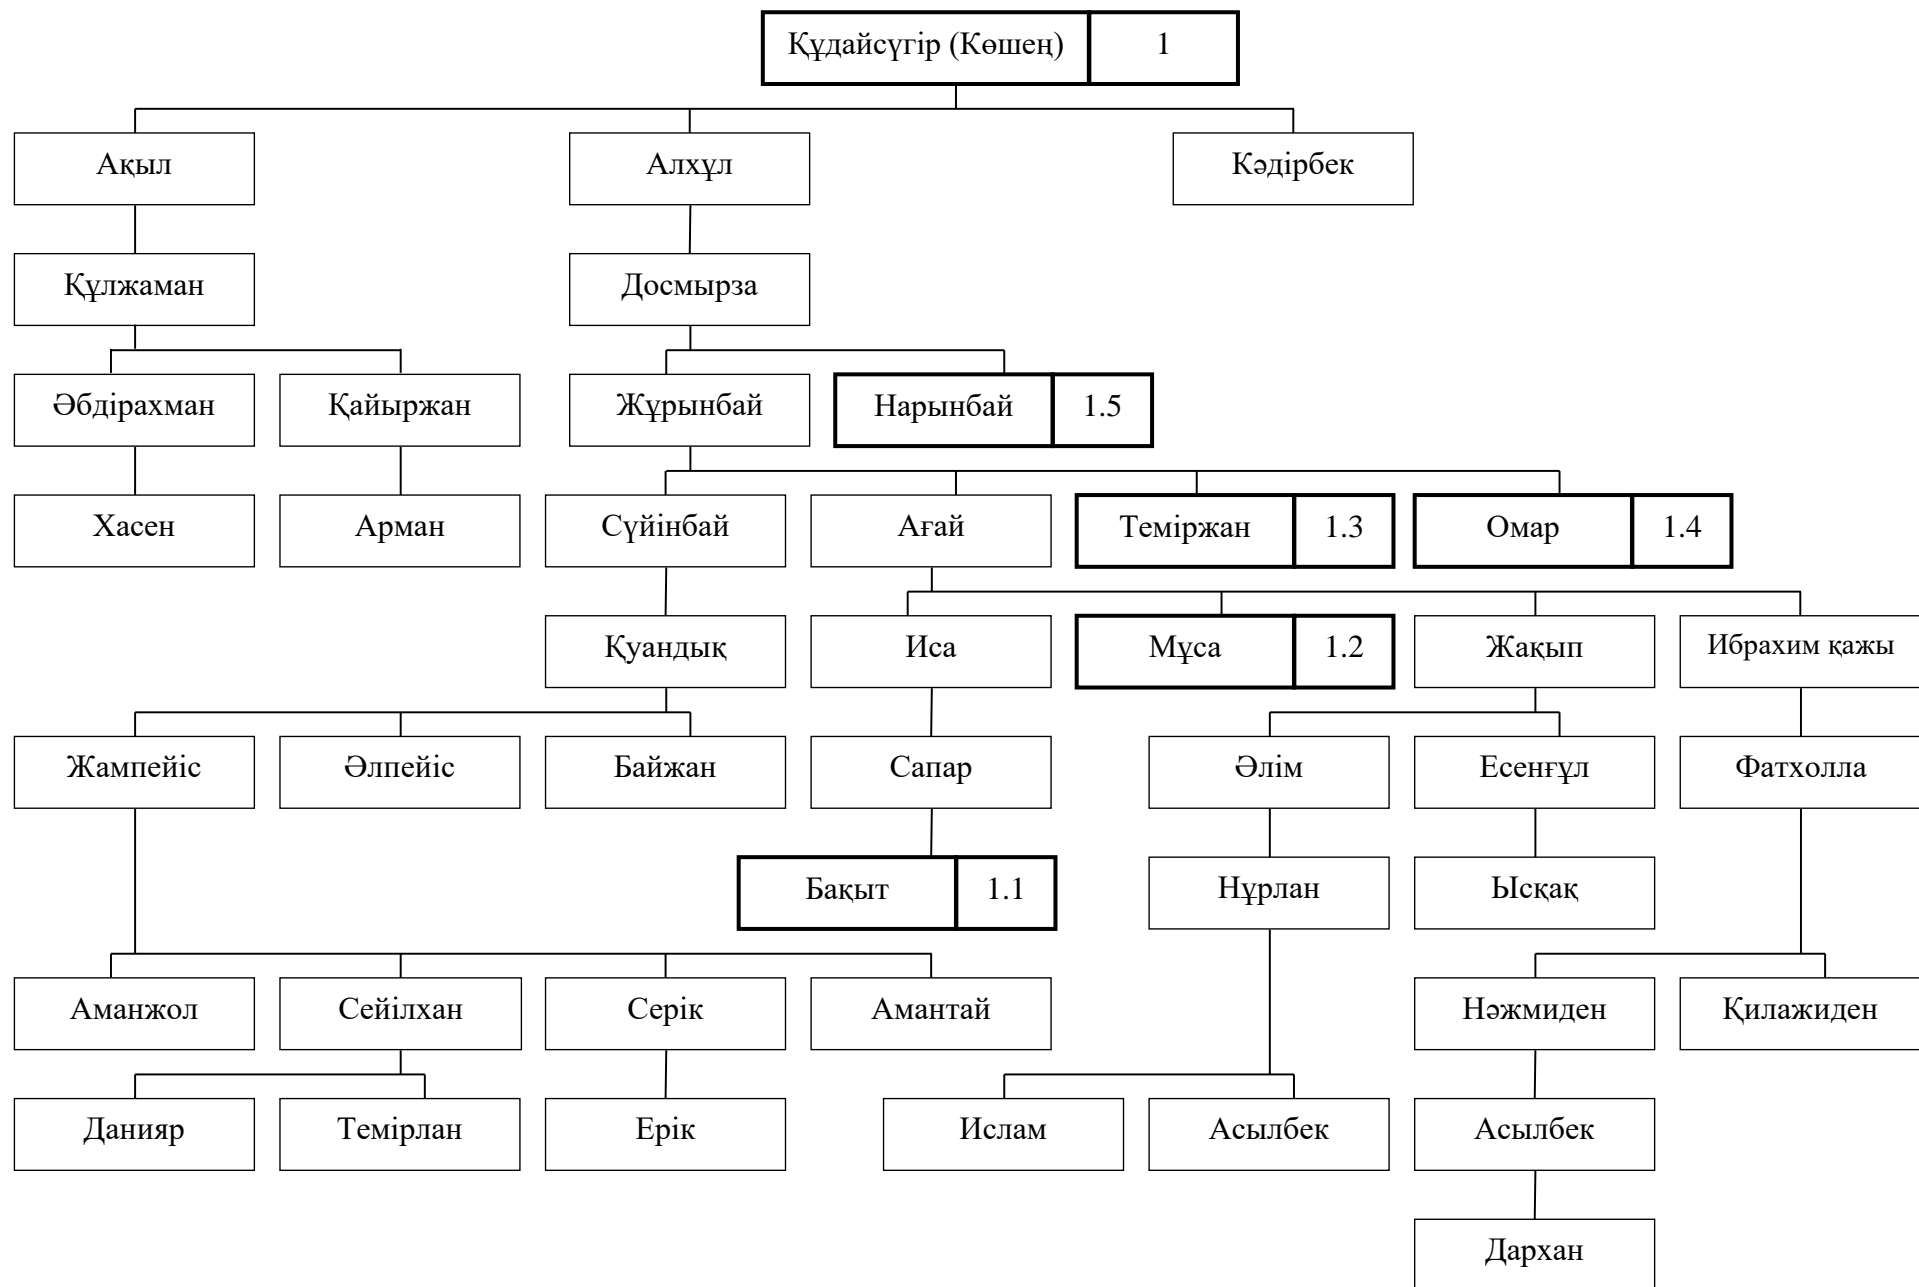 Құдайсүгір (Көшең) 1
Ақыл Алхұл Кәдірбек
Құлжаман Досмырза
Әбдірахман Қайыржан Жұрынбай Нарынбай 1.5
Хасен Арман Сүйінбай Ағай Теміржан 1.3 Омар 1.4
Қуандық Иса Мұса 1.2 Жақып Ибрахим қажы
Жампейіс Әлпейіс Байжан Сапар Әлім Есенғұл Фатхолла
Бақыт 1.1 Нұрлан Ысқақ
Аманжол Сейілхан Серік Амантай Нәжмиден Қилажиден
Данияр Темірлан Ерік Ислам Асылбек Асылбек
Дархан